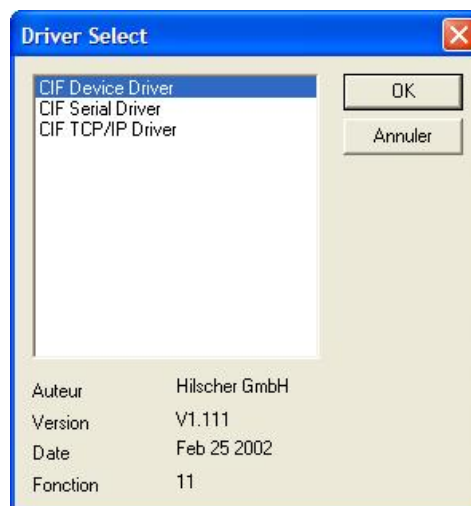 Driver Select
CIF Device Driver
CIF Serial Driver
CIF TCP/IP Driver
OK
Annuler
Auteur Hilscher GmbH
Version V1.111
Date Feb 25 2002
Fonction 11